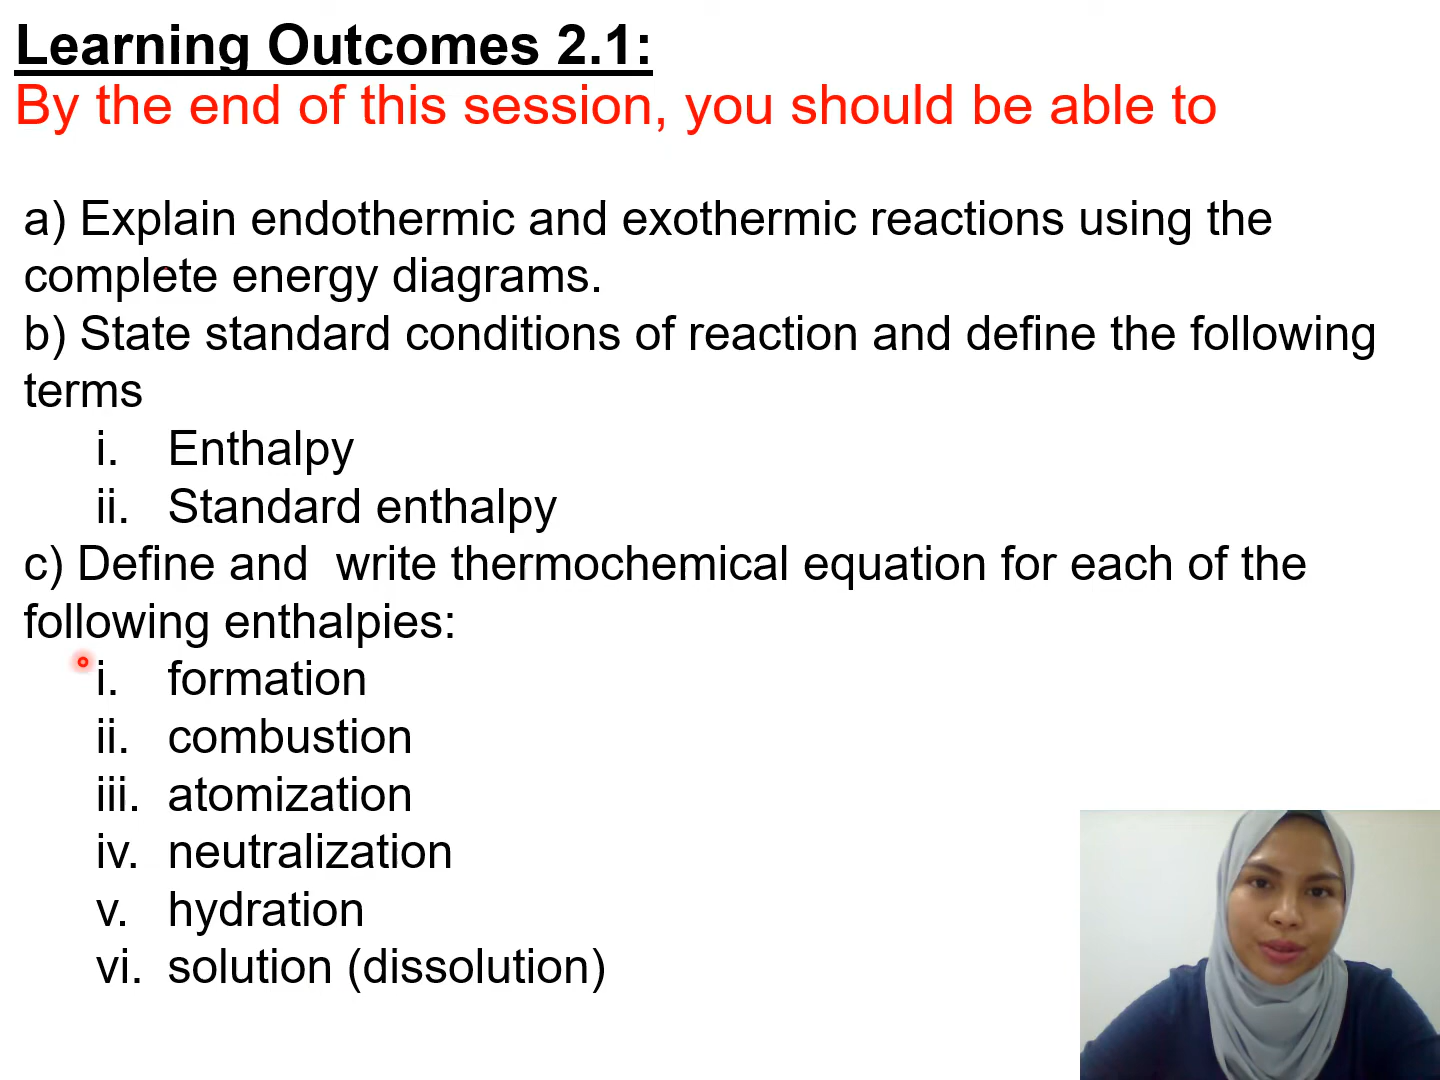 Learning Outcomes 2.1:
By the end of this session, you should be able to
a) Explain endothermic and exothermic reactions using the
complete energy diagrams.
b) State standard conditions of reaction and define the following
terms
i. Enthalpy
ii. Standard enthalpy
c) Define and  write thermochemical equation for each of the
following enthalpies:
i. formation
ii. combustion
iii. atomization
iv. neutralization
v. hydration
vi. solution (dissolution)